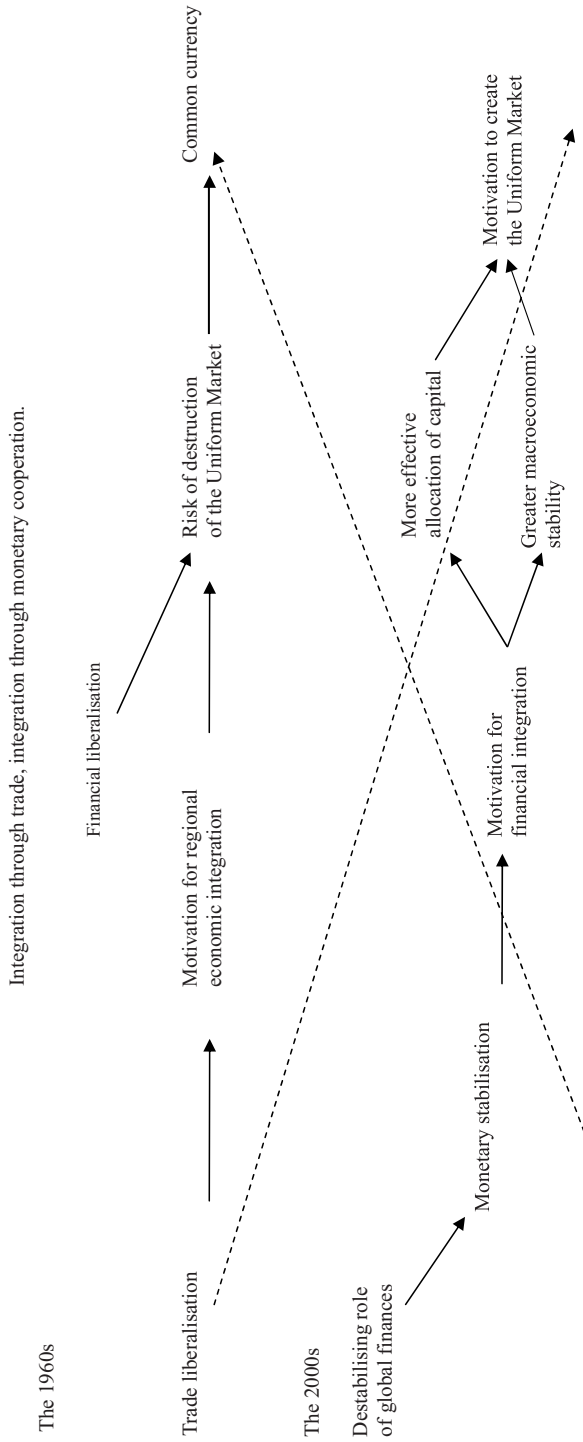 Integration through trade, integration through monetary cooperation.
The 1960s
Financial liberalisation
Trade liberalisation
Motivation for regional
economic integration
Risk of destruction
of the Uniform Market
Common currency
The 2000s
Destabilising role
of global finances
Monetary stabilisation
Motivation for
financial integration
More effective
allocation of capital
Greater macroeconomic
stability
Motivation to create
the Uniform Market